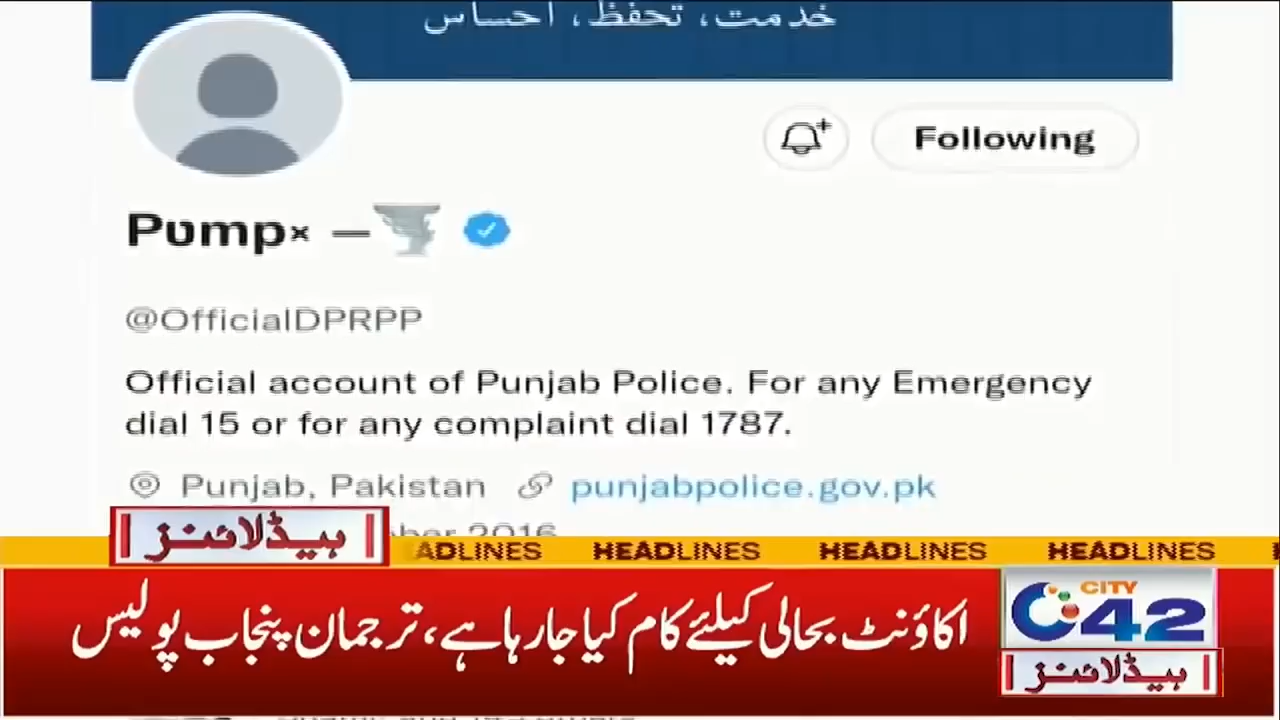 خدمت، تحفظ، احساس
Following
Pump× —
@OfficialDPRPP
Official account of Punjab Police. For any Emergency
dial 15 or for any complaint dial 1787.
Punjab, Pakistan punjabpolice.gov.pk
2016
ہیڈلائنز
HEADLINES HEADLINES HEADLINES
اکاؤنٹ بحالی کیلئے کام کیا جا رہا ہے، ترجمان پنجاب پولیس
CITY
42
ہیڈلائنز